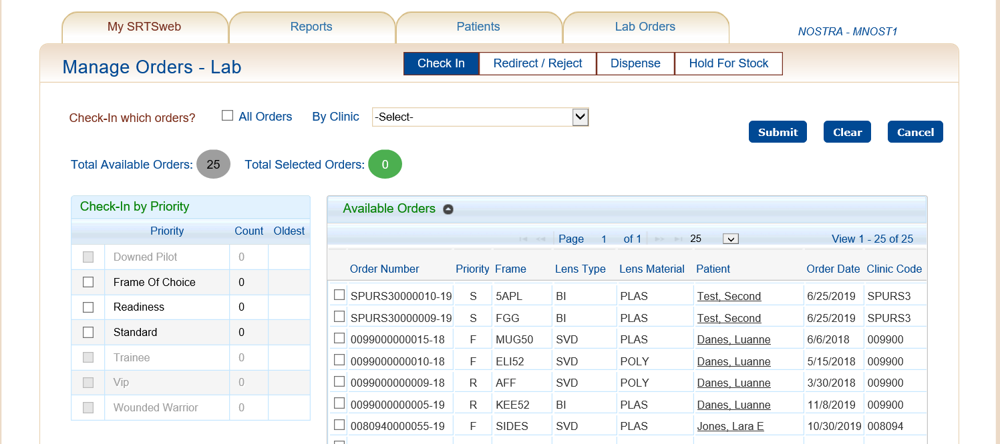 My SRTSweb Reports Patients Lab Orders NOSTRA - MNOST1
Manage Orders - Lab Check In Redirect / Reject Dispense Hold For Stock
Check-In which orders? All Orders By Clinic -Select-
Submit Clear Cancel
Total Available Orders: 25 Total Selected Orders: 0
Check-In by Priority
Priority Count Oldest
Downed Pilot 0
Frame Of Choice 0
Readiness 0
Standard 0
Trainee 0
Vip 0
Wounded Warrior 0
Available Orders
Page 1 of 1 25 View 1 - 25 of 25
Order Number Priority Frame Lens Type Lens Material Patient Order Date Clinic Code
SPURS30000010-19 S 5APL BI PLAS Test, Second 6/25/2019 SPURS3
SPURS30000009-19 S FGG BI PLAS Test, Second 6/25/2019 SPURS3
0099000000015-18 F MUG50 SVD PLAS Danes, Luanne 6/6/2018 009900
0099000000010-18 F ELI52 SVD POLY Danes, Luanne 5/15/2018 009900
0099000000009-18 R AFF SVD POLY Danes, Luanne 3/30/2018 009900
0099000000005-19 R KEE52 BI PLAS Danes, Luanne 11/8/2019 009900
0080940000055-19 F SIDES SVD PLAS Jones, Lara E 10/30/2019 008094